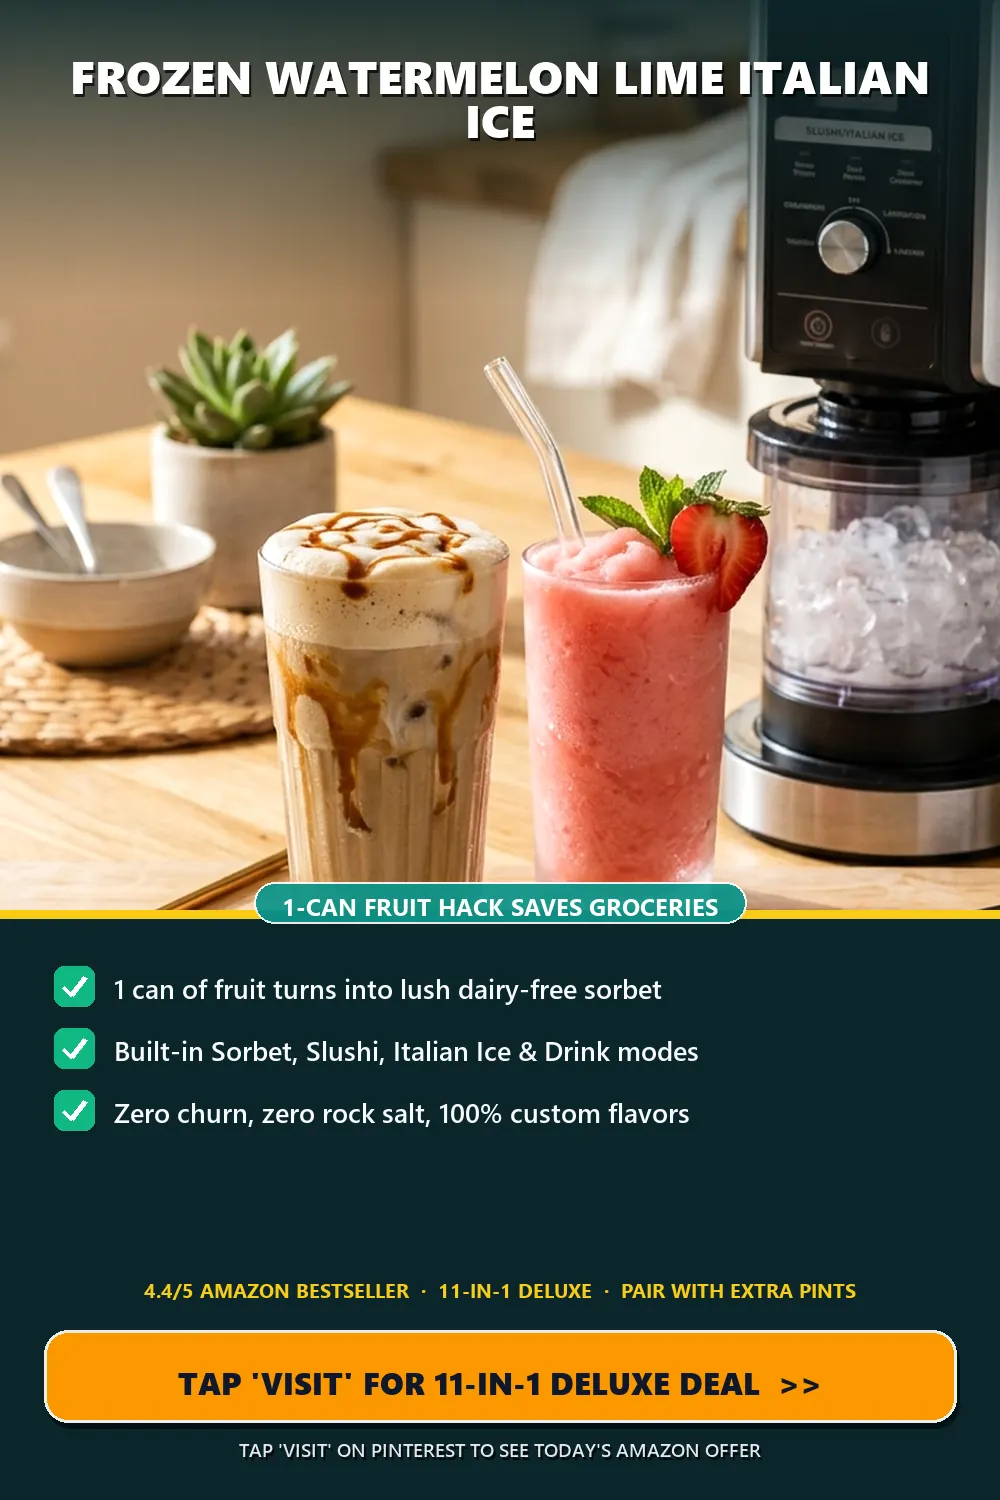 FROZEN WATERMELON LIME ITALIAN
ICE
SLUSHI/ITALIAN ICE
1-CAN FRUIT HACK SAVES GROCERIES
1 can of fruit turns into lush dairy-free sorbet
Built-in Sorbet, Slushi, Italian Ice & Drink modes
Zero churn, zero rock salt, 100% custom flavors
4.4/5 AMAZON BESTSELLER · 11-IN-1 DELUXE · PAIR WITH EXTRA PINTS
TAP 'VISIT' FOR 11-IN-1 DELUXE DEAL >>
TAP 'VISIT' ON PINTEREST TO SEE TODAY'S AMAZON OFFER